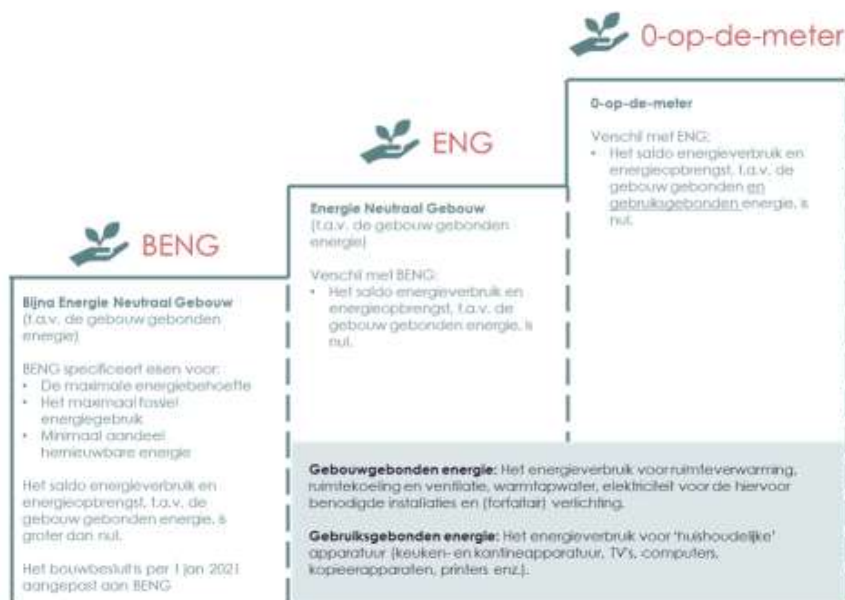 0-op-de-meter
0-op-de-meter
Verschil met ENG:
• Het saldo energieverbruik en
energieopbrengst, t.a.v. de
gebouw gebonden en
gebruiksgebonden energie, is
nul.
ENG
Energie Neutraal Gebouw
(t.a.v. de gebouw gebonden
energie)
Verschil met BENG:
• Het saldo energieverbruik en
energieopbrengst, t.a.v. de
gebouw gebonden energie, is
nul.
BENG
Bijna Energie Neutraal Gebouw
(t.a.v. de gebouw gebonden
energie)
BENG specificeert eisen voor:
• De maximale energiebehoefte
• Het maximaal fossiel
energiegebruik
• Minimaal aandeel
hernieuwbare energie
Het saldo energieverbruik en
energieopbrengst, t.a.v. de
gebouw gebonden energie, is
groter dan nul.
Het bouwbesluit is per 1 jan 2021
aangepast aan BENG
Gebouwgebonden energie: Het energieverbruik voor ruimteverwarming,
ruimtekoeling en ventilatie, warmtapwater, elektriciteit voor de hiervoor
benodigde installaties en (forfaitair) verlichting.
Gebruiksgebonden energie: Het energieverbruik voor 'huishoudelijke'
apparatuur (keuken- en kantineapparatuur, TV's, computers,
kopieerapparaten, printers enz.).